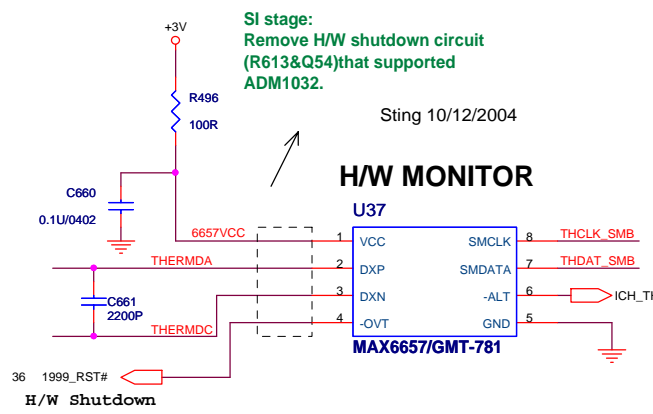 SI stage:
Remove H/W shutdown circuit
(R613&Q54)that supported
ADM1032.
+3V
R496
100R
Sting 10/12/2004
H/W MONITOR
C660
0.1U/0402
U37
6657VCC
1
VCC
SMCLK
8
THCLK_SMB
THERMDA
2
DXP
SMDATA
7
THDAT_SMB
C661
2200P
3
DXN
-ALT
6
ICH_TH
THERMDC
4
-OVT
GND
5
MAX6657/GMT-781
36 1999_RST#
H/W Shutdown